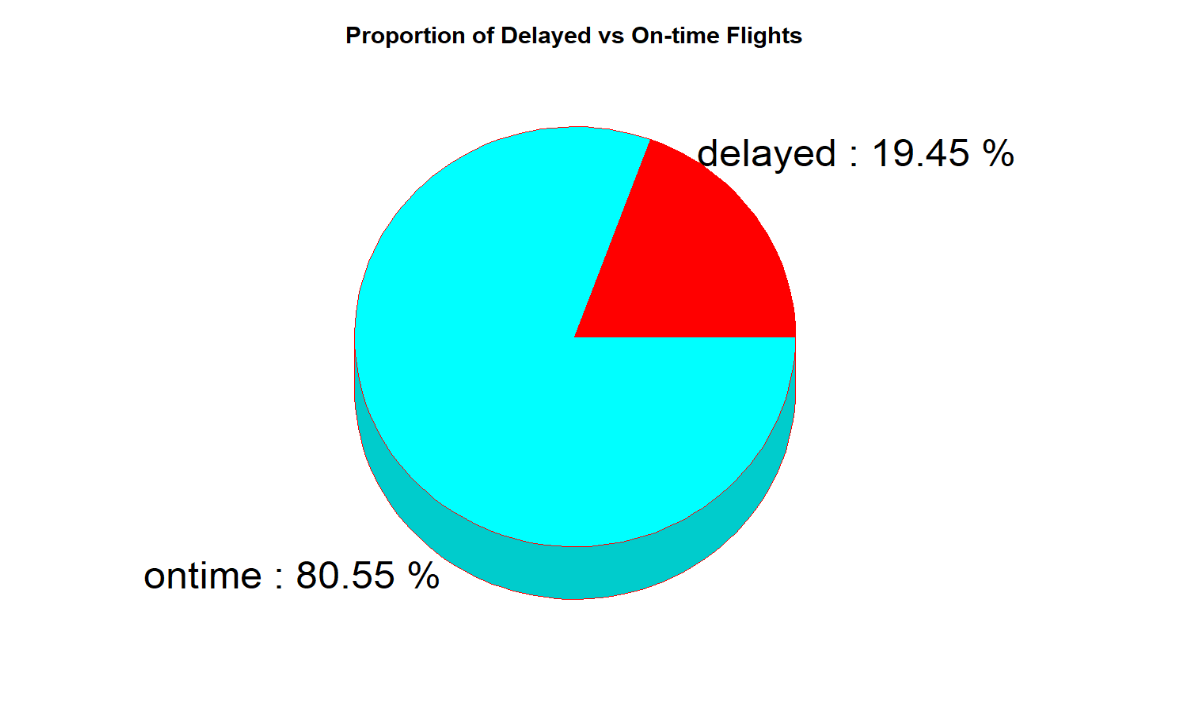 Proportion of Delayed vs On-time Flights
delayed : 19.45 %
ontime : 80.55 %